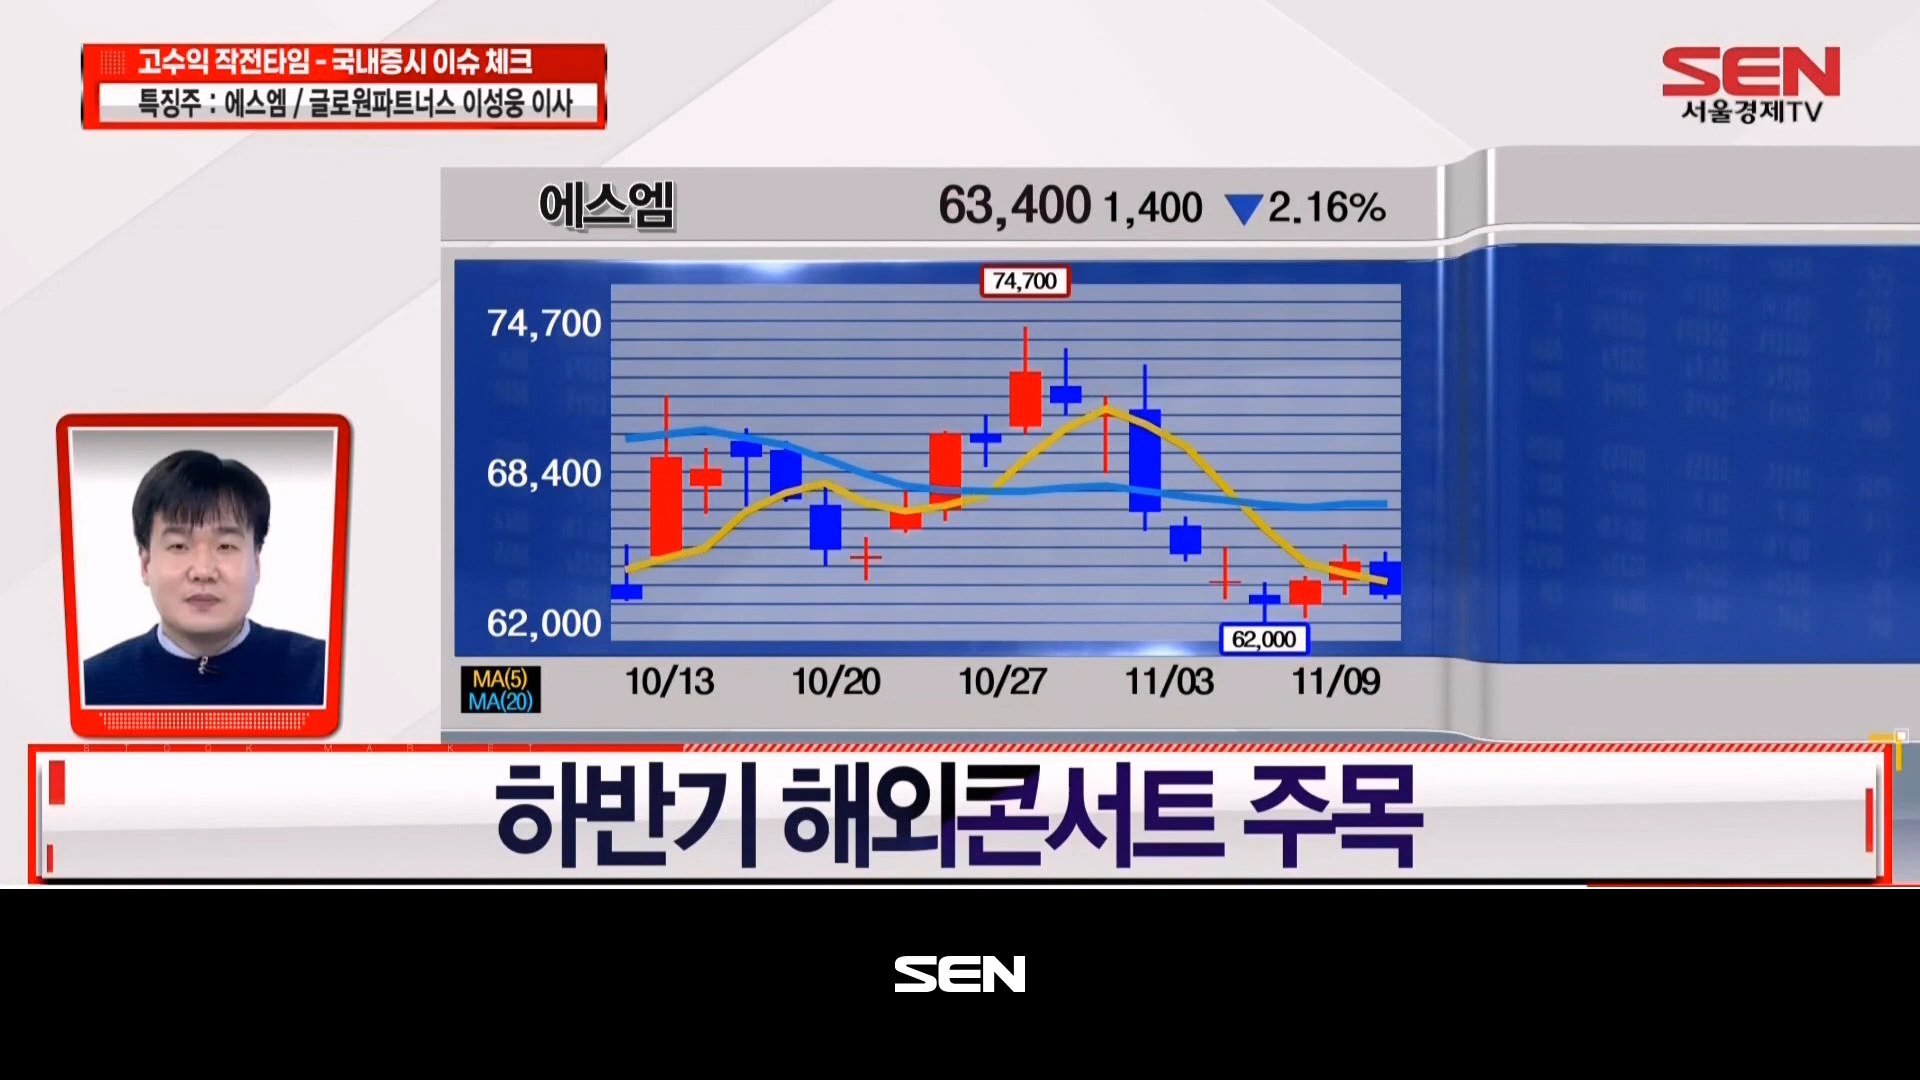 고수익 작전타임 - 국내증시 이슈 체크
특징주 : 에스엠 / 글로원파트너스 이성웅 이사
SEN
서울경제TV
에스엠 63,400 1,400 ▼2.16%
74,700
74,700
68,400
62,000
62,000
MA(5)
MA(20)
10/13 10/20 10/27 11/03 11/09
STOCK MARKET
하반기 해외콘서트 주목
SEN